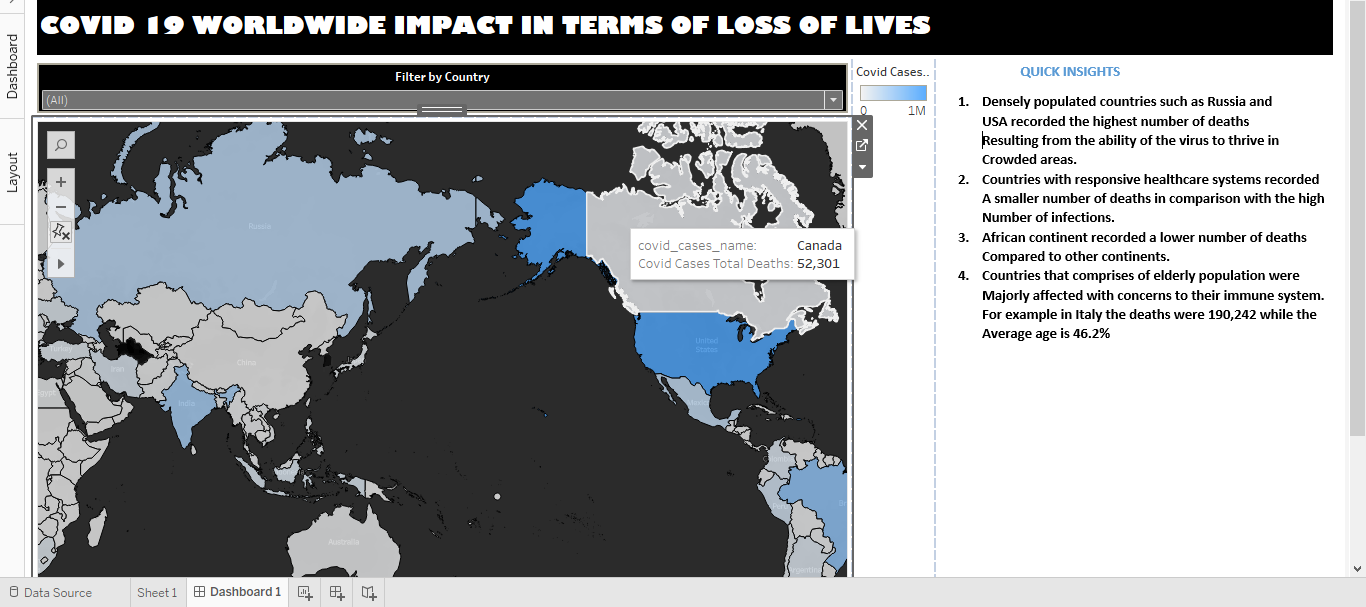 COVID 19 WORLDWIDE IMPACT IN TERMS OF LOSS OF LIVES
Dashboard
Layout
Filter by Country
(All)
Covid Cases..
0 1M
Russia
China
India
Iran
United
States
Australia
covid_cases_name: Canada
Covid Cases Total Deaths: 52,301
QUICK INSIGHTS
1. Densely populated countries such as Russia and
USA recorded the highest number of deaths
Resulting from the ability of the virus to thrive in
Crowded areas.
2. Countries with responsive healthcare systems recorded
A smaller number of deaths in comparison with the high
Number of infections.
3. African continent recorded a lower number of deaths
Compared to other continents.
4. Countries that comprises of elderly population were
Majorly affected with concerns to their immune system.
For example in Italy the deaths were 190,242 while the
Average age is 46.2%
Data Source
Sheet 1
Dashboard 1